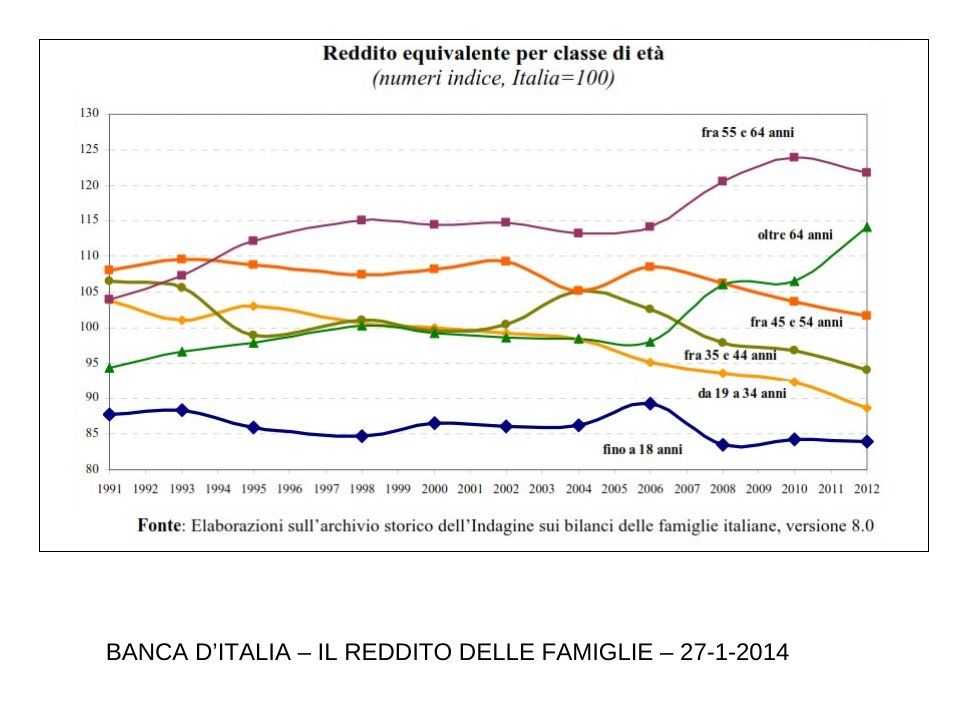 Reddito equivalente per classe di età
(numeri indice, Italia=100)
130
fra 55 e 64 anni
125
120
115
oltre 64 anni
110
105
fra 45 e 54 anni
100
fra 35 e 44 anni
95
da 19 a 34 anni
90
85
fino a 18 anni
80
1991 1992 1993 1994 1995 1996 1997 1998 1999 2000 2001 2002 2003 2004 2005 2006 2007 2008 2009 2010 2011 2012
Fonte: Elaborazioni sull'archivio storico dell'Indagine sui bilanci delle famiglie italiane, versione 8.0
BANCA D’ITALIA – IL REDDITO DELLE FAMIGLIE – 27-1-2014